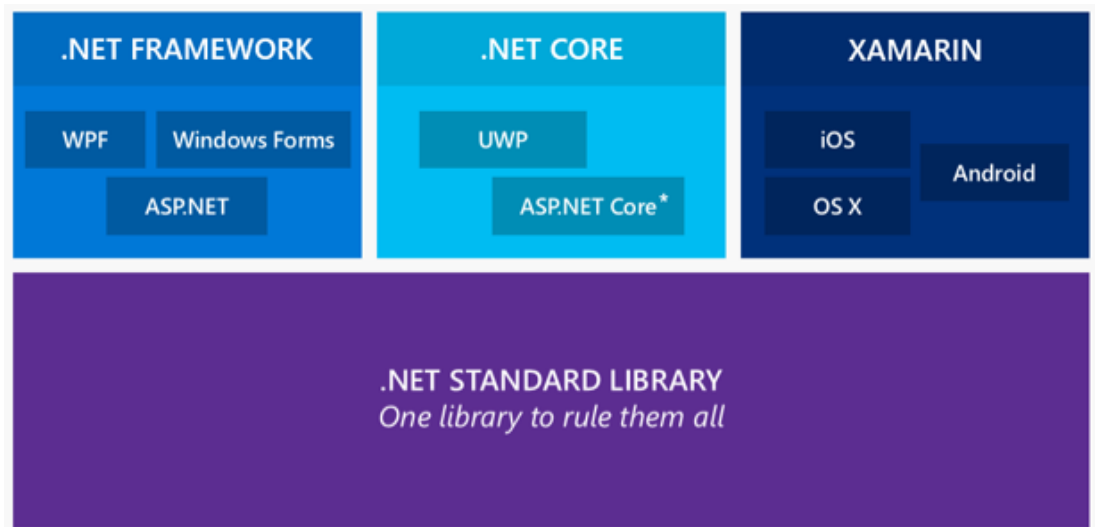 .NET FRAMEWORK
WPF
Windows Forms
ASP.NET
.NET CORE
UWP
ASP.NET Core*
XAMARIN
iOS
Android
OS X
.NET STANDARD LIBRARY
One library to rule them all